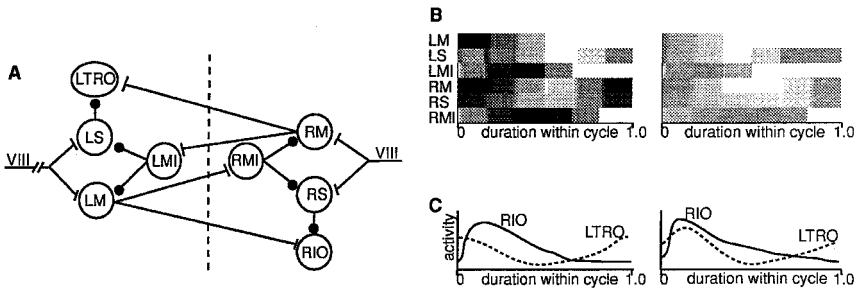 A
LTRO
LS
VIII
LMI
LM
RM
RMI
VIII
RS
RIO
B
LM
LS
LMI
RM
RS
RMI
0 duration within cycle 1.0
0 duration within cycle 1.0
C
activity
RIO
LTRO
0 duration within cycle 1.0
RIO
LTRO
0 duration within cycle 1.0